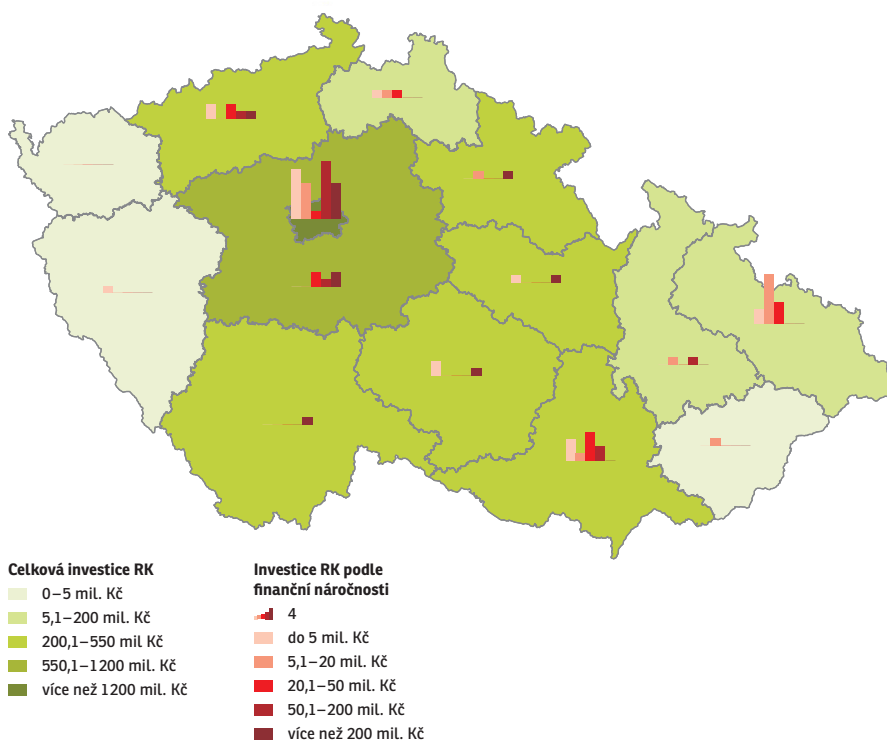 Celková investice RK
0–5 mil. Kč
5,1–200 mil. Kč
200,1–550 mil Kč
550,1–1200 mil. Kč
více než 1200 mil. Kč
Investice RK podle
finanční náročnosti
4
do 5 mil. Kč
5,1–20 mil. Kč
20,1–50 mil. Kč
50,1–200 mil. Kč
více než 200 mil. Kč